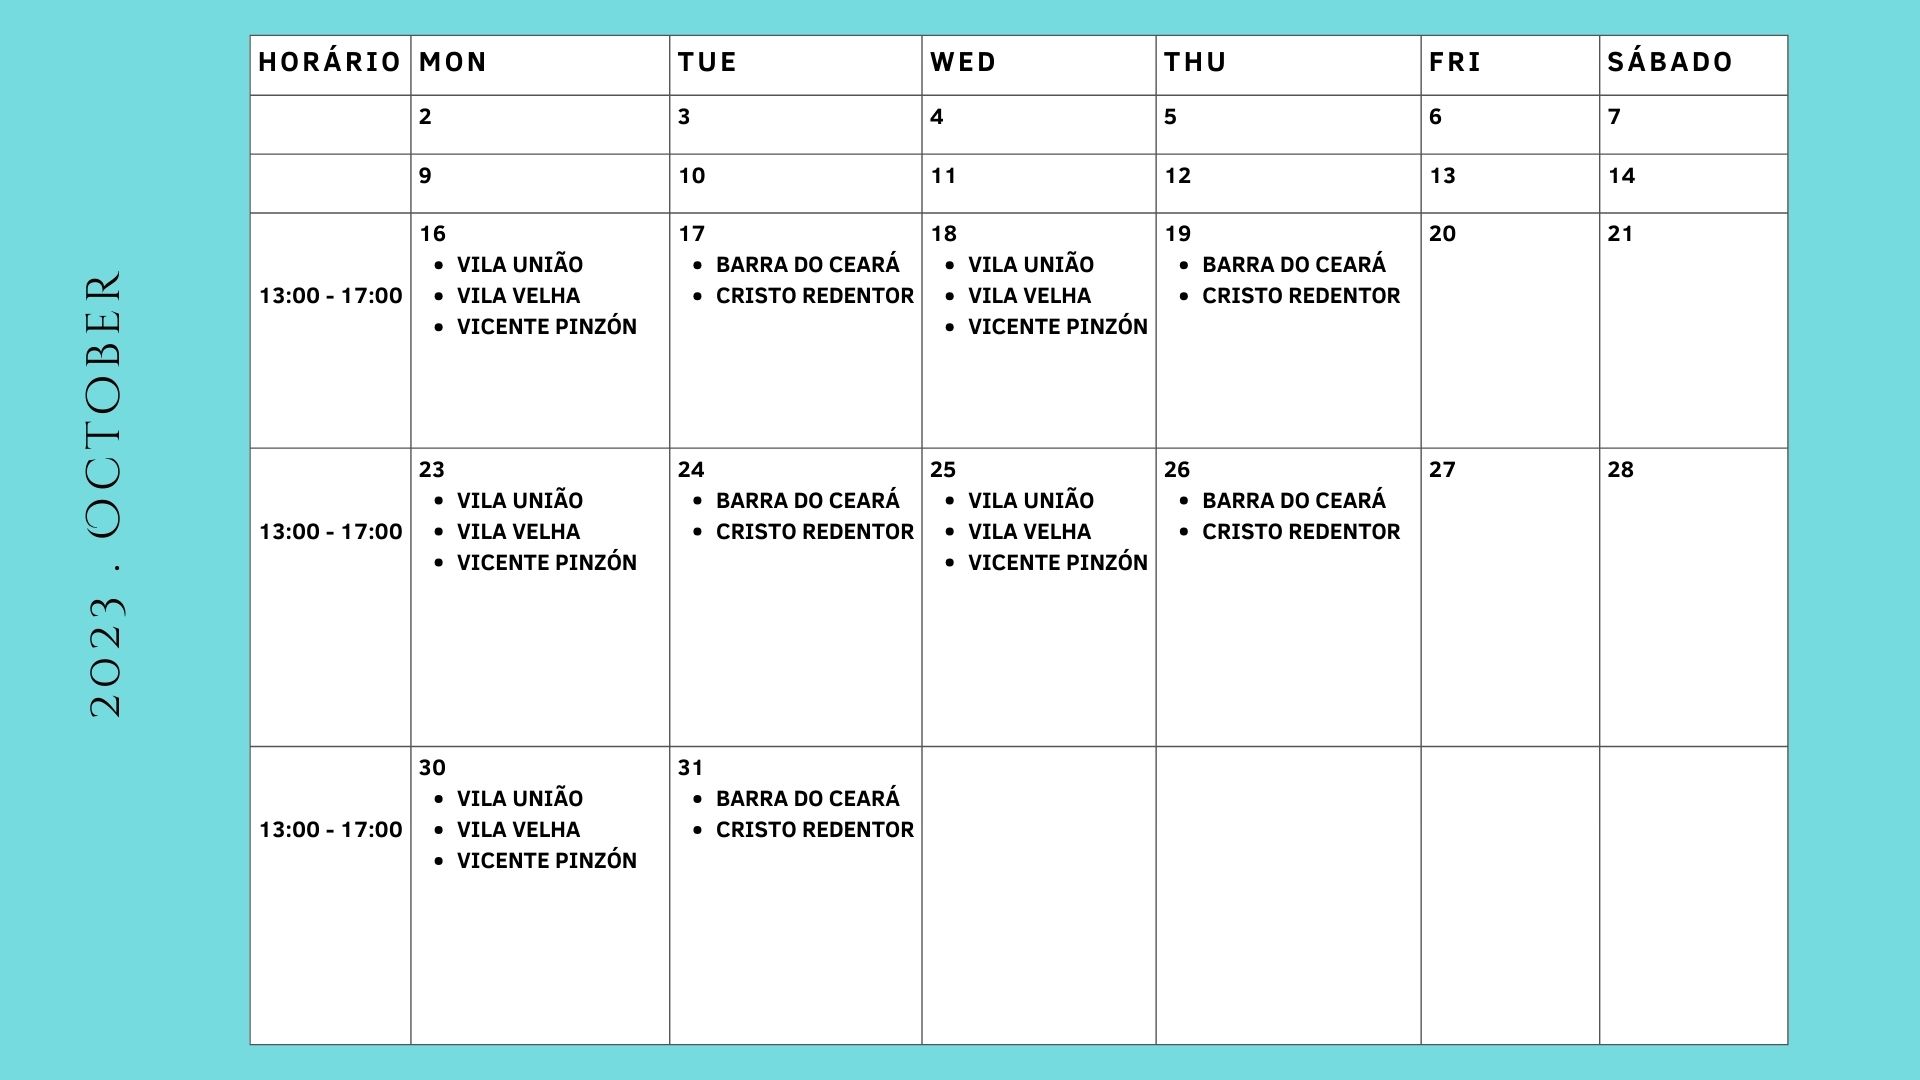 2023 . OCTOBER
HORÁRIO MON TUE WED THU FRI SÁBADO
2 3 4 5 6 7
9 10 11 12 13 14
13:00 - 17:00
16
• VILA UNIÃO
• VILA VELHA
• VICENTE PINZÓN
17
• BARRA DO CEARÁ
• CRISTO REDENTOR
18
• VILA UNIÃO
• VILA VELHA
• VICENTE PINZÓN
19
• BARRA DO CEARÁ
• CRISTO REDENTOR
20
21
13:00 - 17:00
23
• VILA UNIÃO
• VILA VELHA
• VICENTE PINZÓN
24
• BARRA DO CEARÁ
• CRISTO REDENTOR
25
• VILA UNIÃO
• VILA VELHA
• VICENTE PINZÓN
26
• BARRA DO CEARÁ
• CRISTO REDENTOR
27
28
13:00 - 17:00
30
• VILA UNIÃO
• VILA VELHA
• VICENTE PINZÓN
31
• BARRA DO CEARÁ
• CRISTO REDENTOR